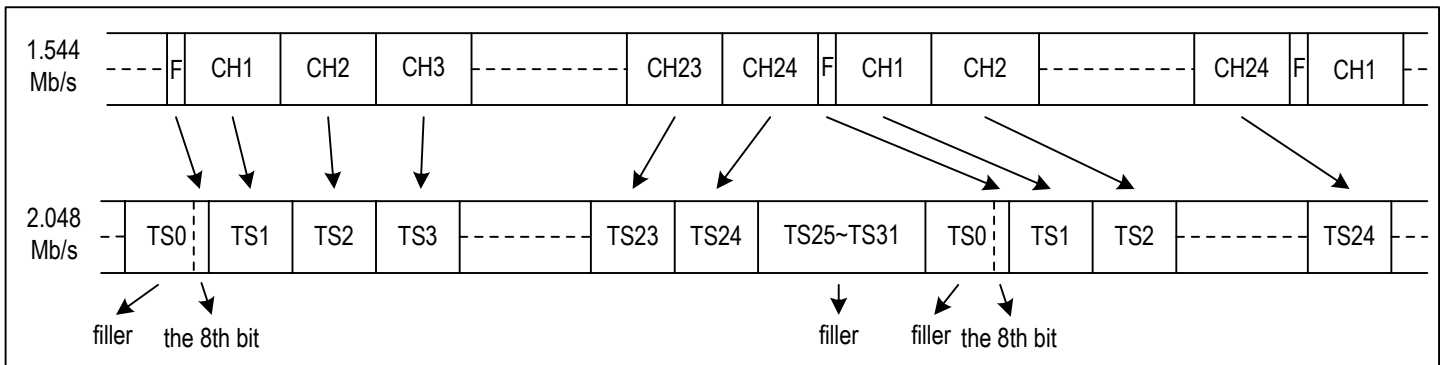 1.544
Mb/s
F CH1 CH2 CH3 CH23 CH24 F CH1 CH2 CH24 F CH1
2.048
Mb/s
TS0 TS1 TS2 TS3 TS23 TS24 TS25~TS31 TS0 TS1 TS2 TS24
filler the 8th bit filler filler the 8th bit